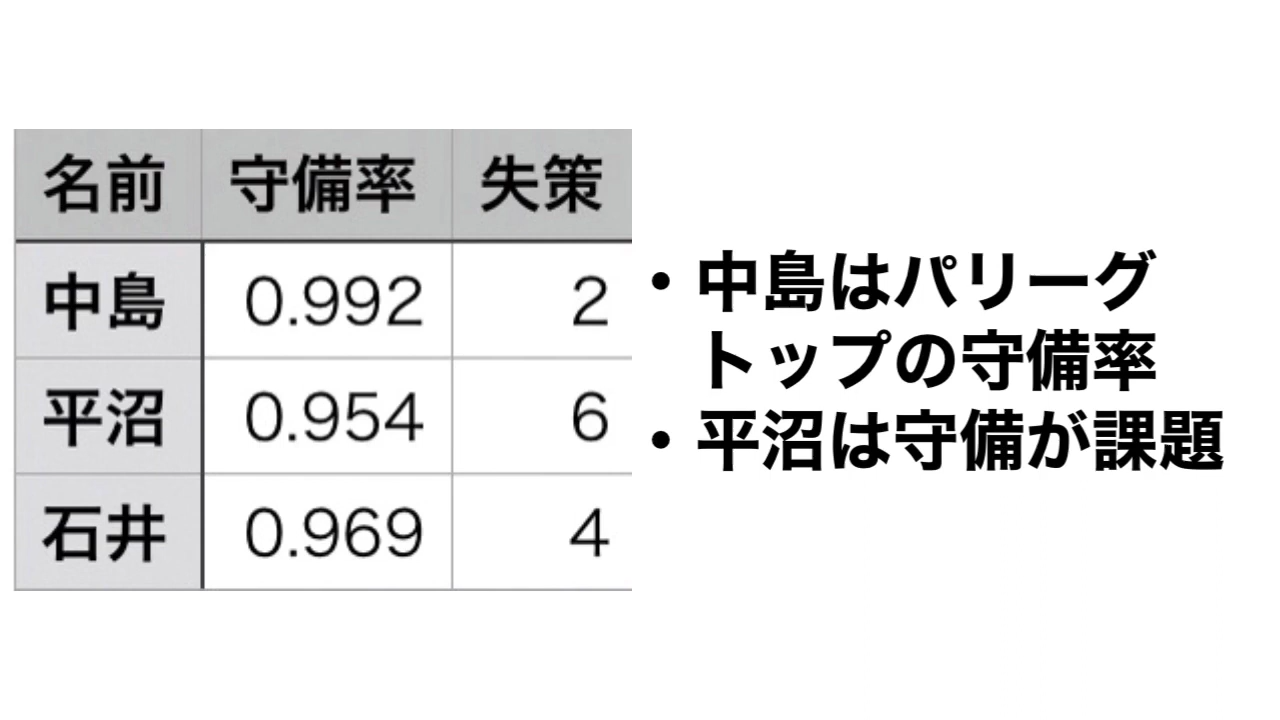 名前 守備率 失策
中島 0.992 2
平沼 0.954 6
石井 0.969 4
・中島はパリーグ
トップの守備率
・平沼は守備が課題